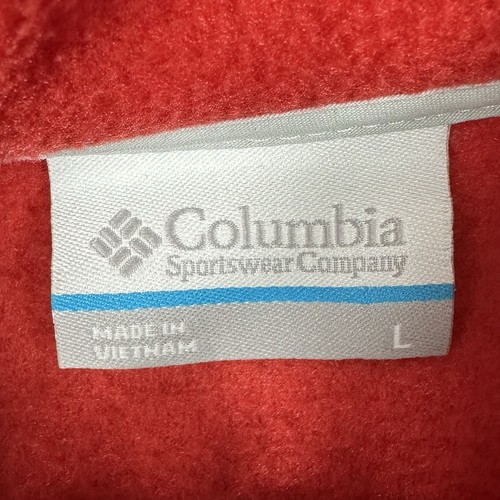 Columbia
Sportswear Company
MADE IN
VIETNAM
L